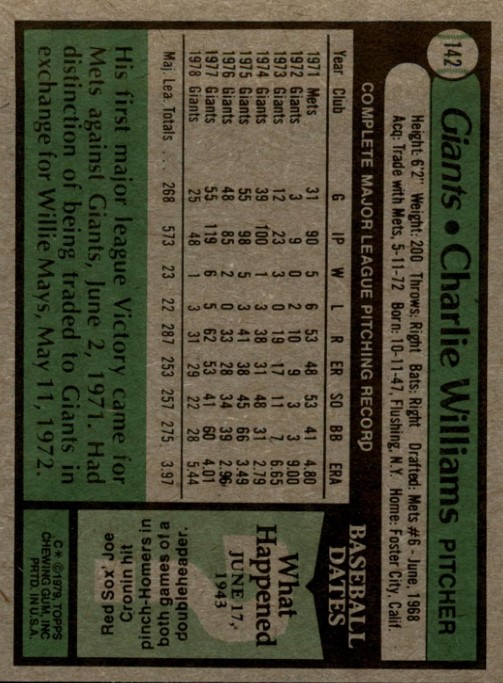 142
Giants • Charlie Williams PITCHER
Height: 6'2" Weight: 200 Throws: Right Bats: Right Drafted: Mets #6 - June, 1968
Acq: Trade with Mets, 5-11-72 Born: 10-11-47, Flushing, N.Y. Home: Foster City, Calif.
COMPLETE MAJOR LEAGUE PITCHING RECORD
Year Club G IP W L R ER SO BB ERA
1971 Mets 31 90 5 6 53 48 53 41 4.80
1972 Giants 3 9 0 2 10 9 3 3 9.00
1973 Giants 12 23 3 0 19 17 11 7 6.65
1974 Giants 39 100 1 3 38 31 48 31 2.79
1975 Giants 55 98 5 3 41 38 45 66 3.49
1976 Giants 48 85 2 0 33 28 34 39 2.96
1977 Giants 55 119 6 5 62 53 41 60 4.01
1978 Giants 25 48 1 3 31 29 22 28 5.44
Maj. Lea. Totals . . . 268 573 23 22 287 253 257 275 3.97
His first major league Victory came for
Mets against Giants, June 2, 1971. Had
distinction of being traded to Giants in
exchange for Willie Mays, May 11, 1972.
BASEBALL
DATES
What
Happened
JUNE 17,
1943
Red Sox' Joe
Cronin hit
pinch-Homers in
both games of a
doubleheader.
C * ©1979, TOPPS
CHEWING GUM, INC
PRTD. IN U.S.A.